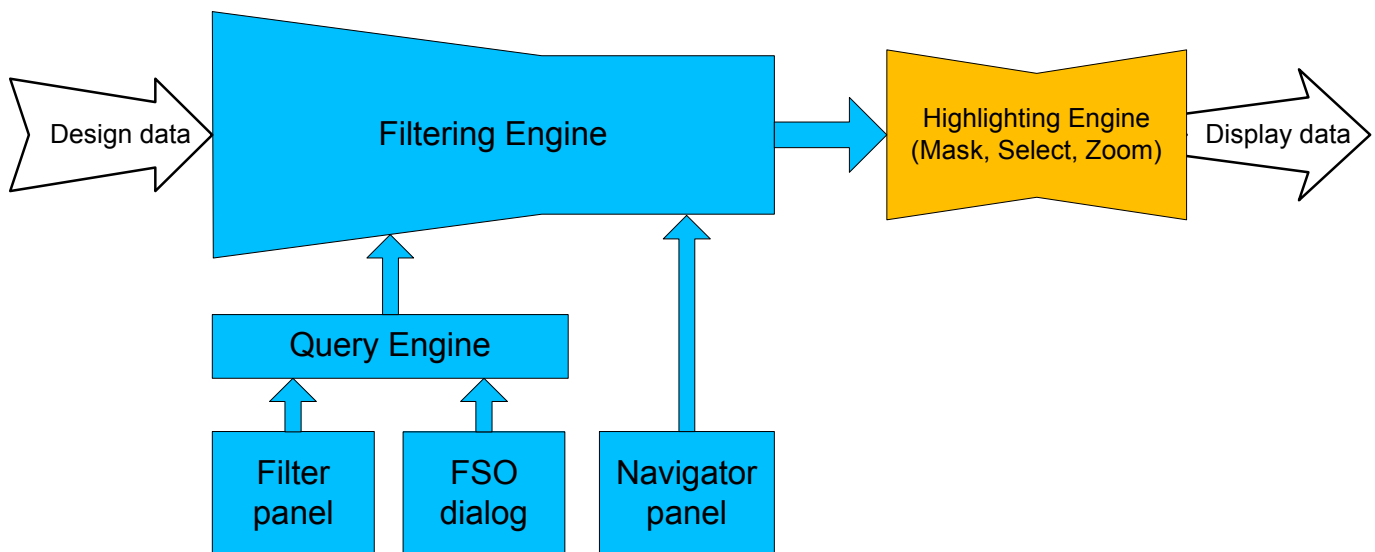 Design data
Filtering Engine
Highlighting Engine
(Mask, Select, Zoom)
Display data
Query Engine
Filter
panel
FSO
dialog
Navigator
panel